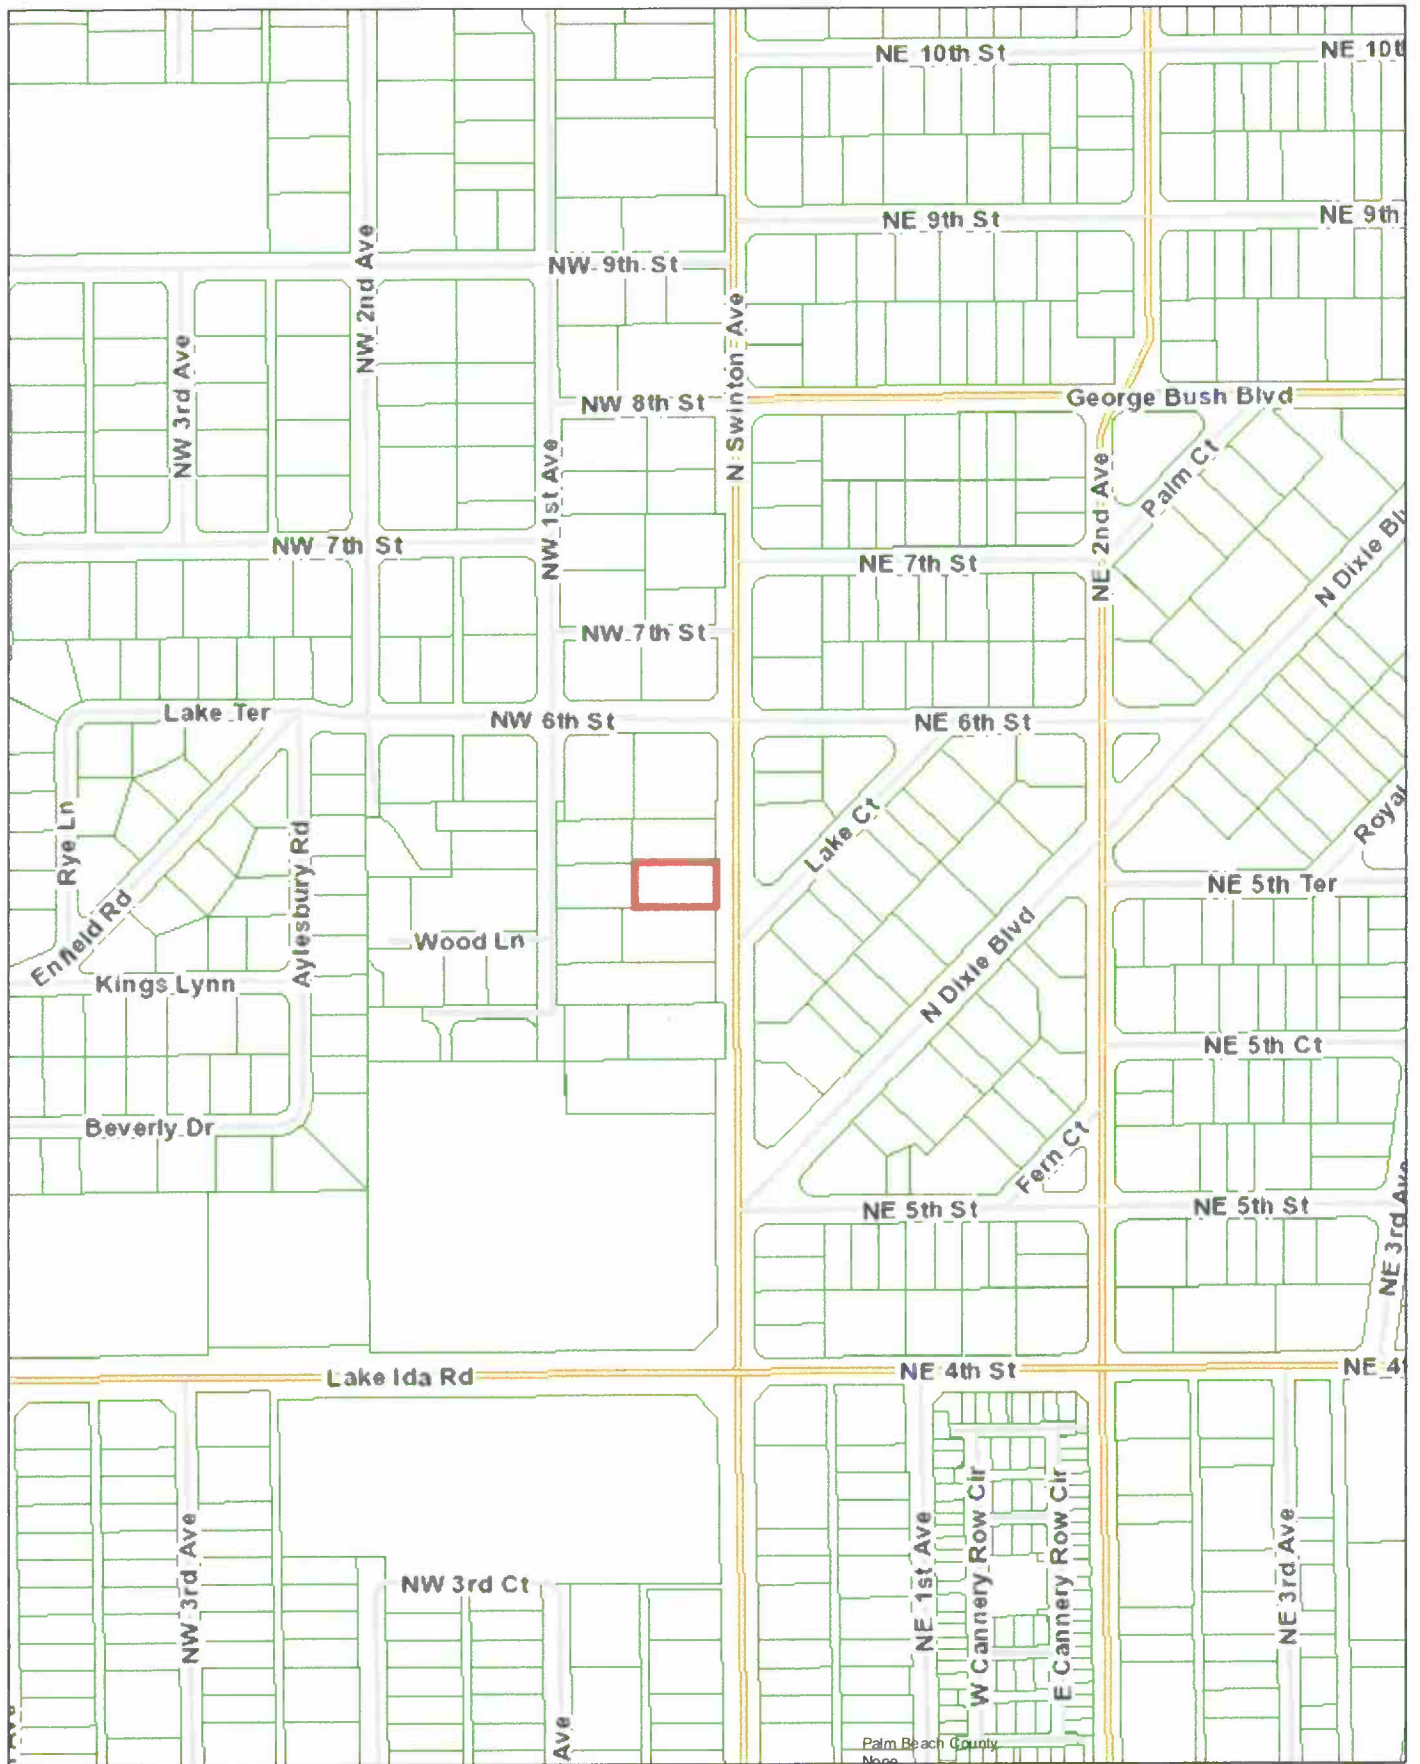 NE 10th St
NE 10t
NE 9th St
NE 9th
NW 2nd Ave
NW 9th St
N Swinton Ave
NW 3rd Ave
NW 8th St
George Bush Blvd
NW 1st Ave
Palm Ct
NE 2nd Ave
NW 7th St
NE 7th St
N Dixie Blv
NW 7th St
Lake Ter
NW 6th St
NE 6th St
Rye Ln
Aylesbury Rd
Lake Ct
Royal
NE 5th Ter
Enfield Rd
Wood Ln
N Dixie Blvd
Kings Lynn
NE 5th Ct
Beverly Dr
Fern Ct
NE 5th St
NE 5th St
NE 3rd Ave
Lake Ida Rd
NE 4th St
NE 4t
NW 3rd Ave
NW 3rd Ct
NE 1st Ave
W Cannery Row Cir
E Cannery Row Cir
NE 3rd Ave
Ave
Ave
Palm Beach County
None